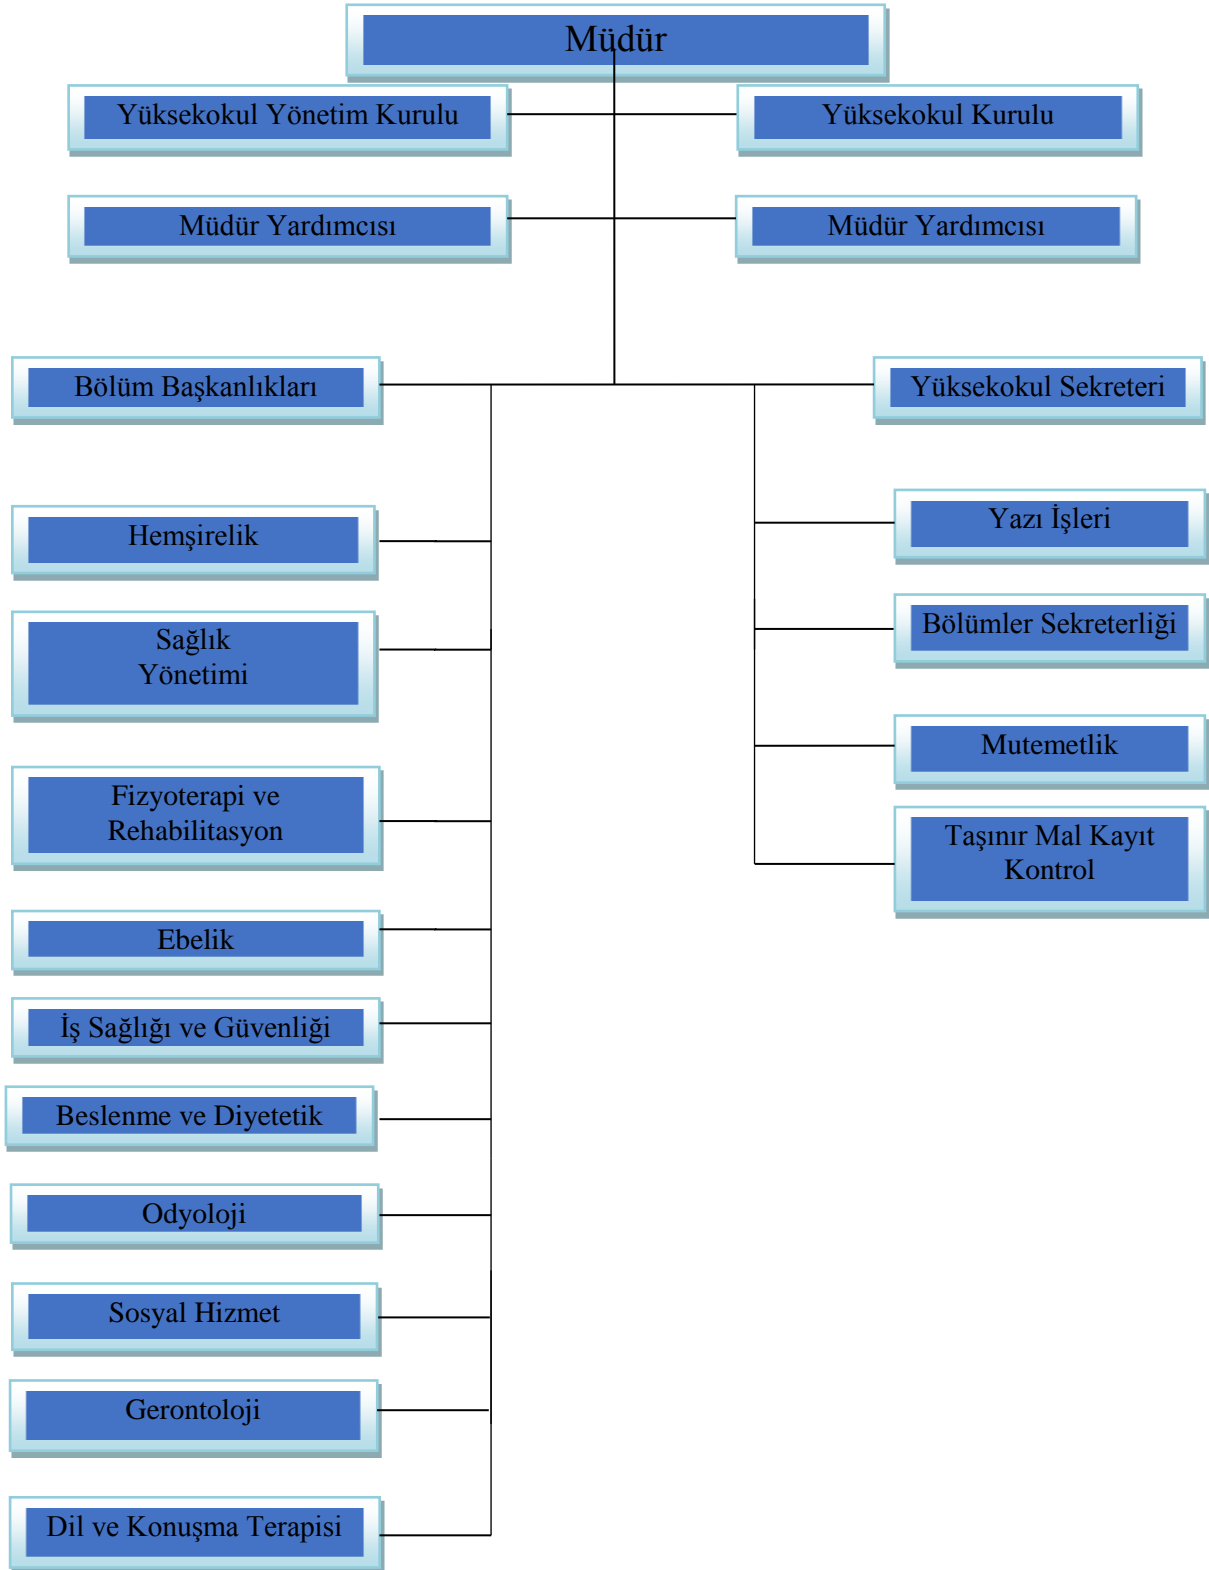 Müdür
Yüksekokul Yönetim Kurulu
Yüksekokul Kurulu
Müdür Yardımcısı
Müdür Yardımcısı
Bölüm Başkanlıkları
Yüksekokul Sekreteri
Hemşirelik
Sağlık
Yönetimi
Fizyoterapi ve
Rehabilitasyon
Ebelik
İş Sağlığı ve Güvenliği
Beslenme ve Diyetetik
Odyoloji
Sosyal Hizmet
Gerontoloji
Dil ve Konuşma Terapisi
Yazı İşleri
Bölümler Sekreterliği
Mutemetlik
Taşınır Mal Kayıt
Kontrol